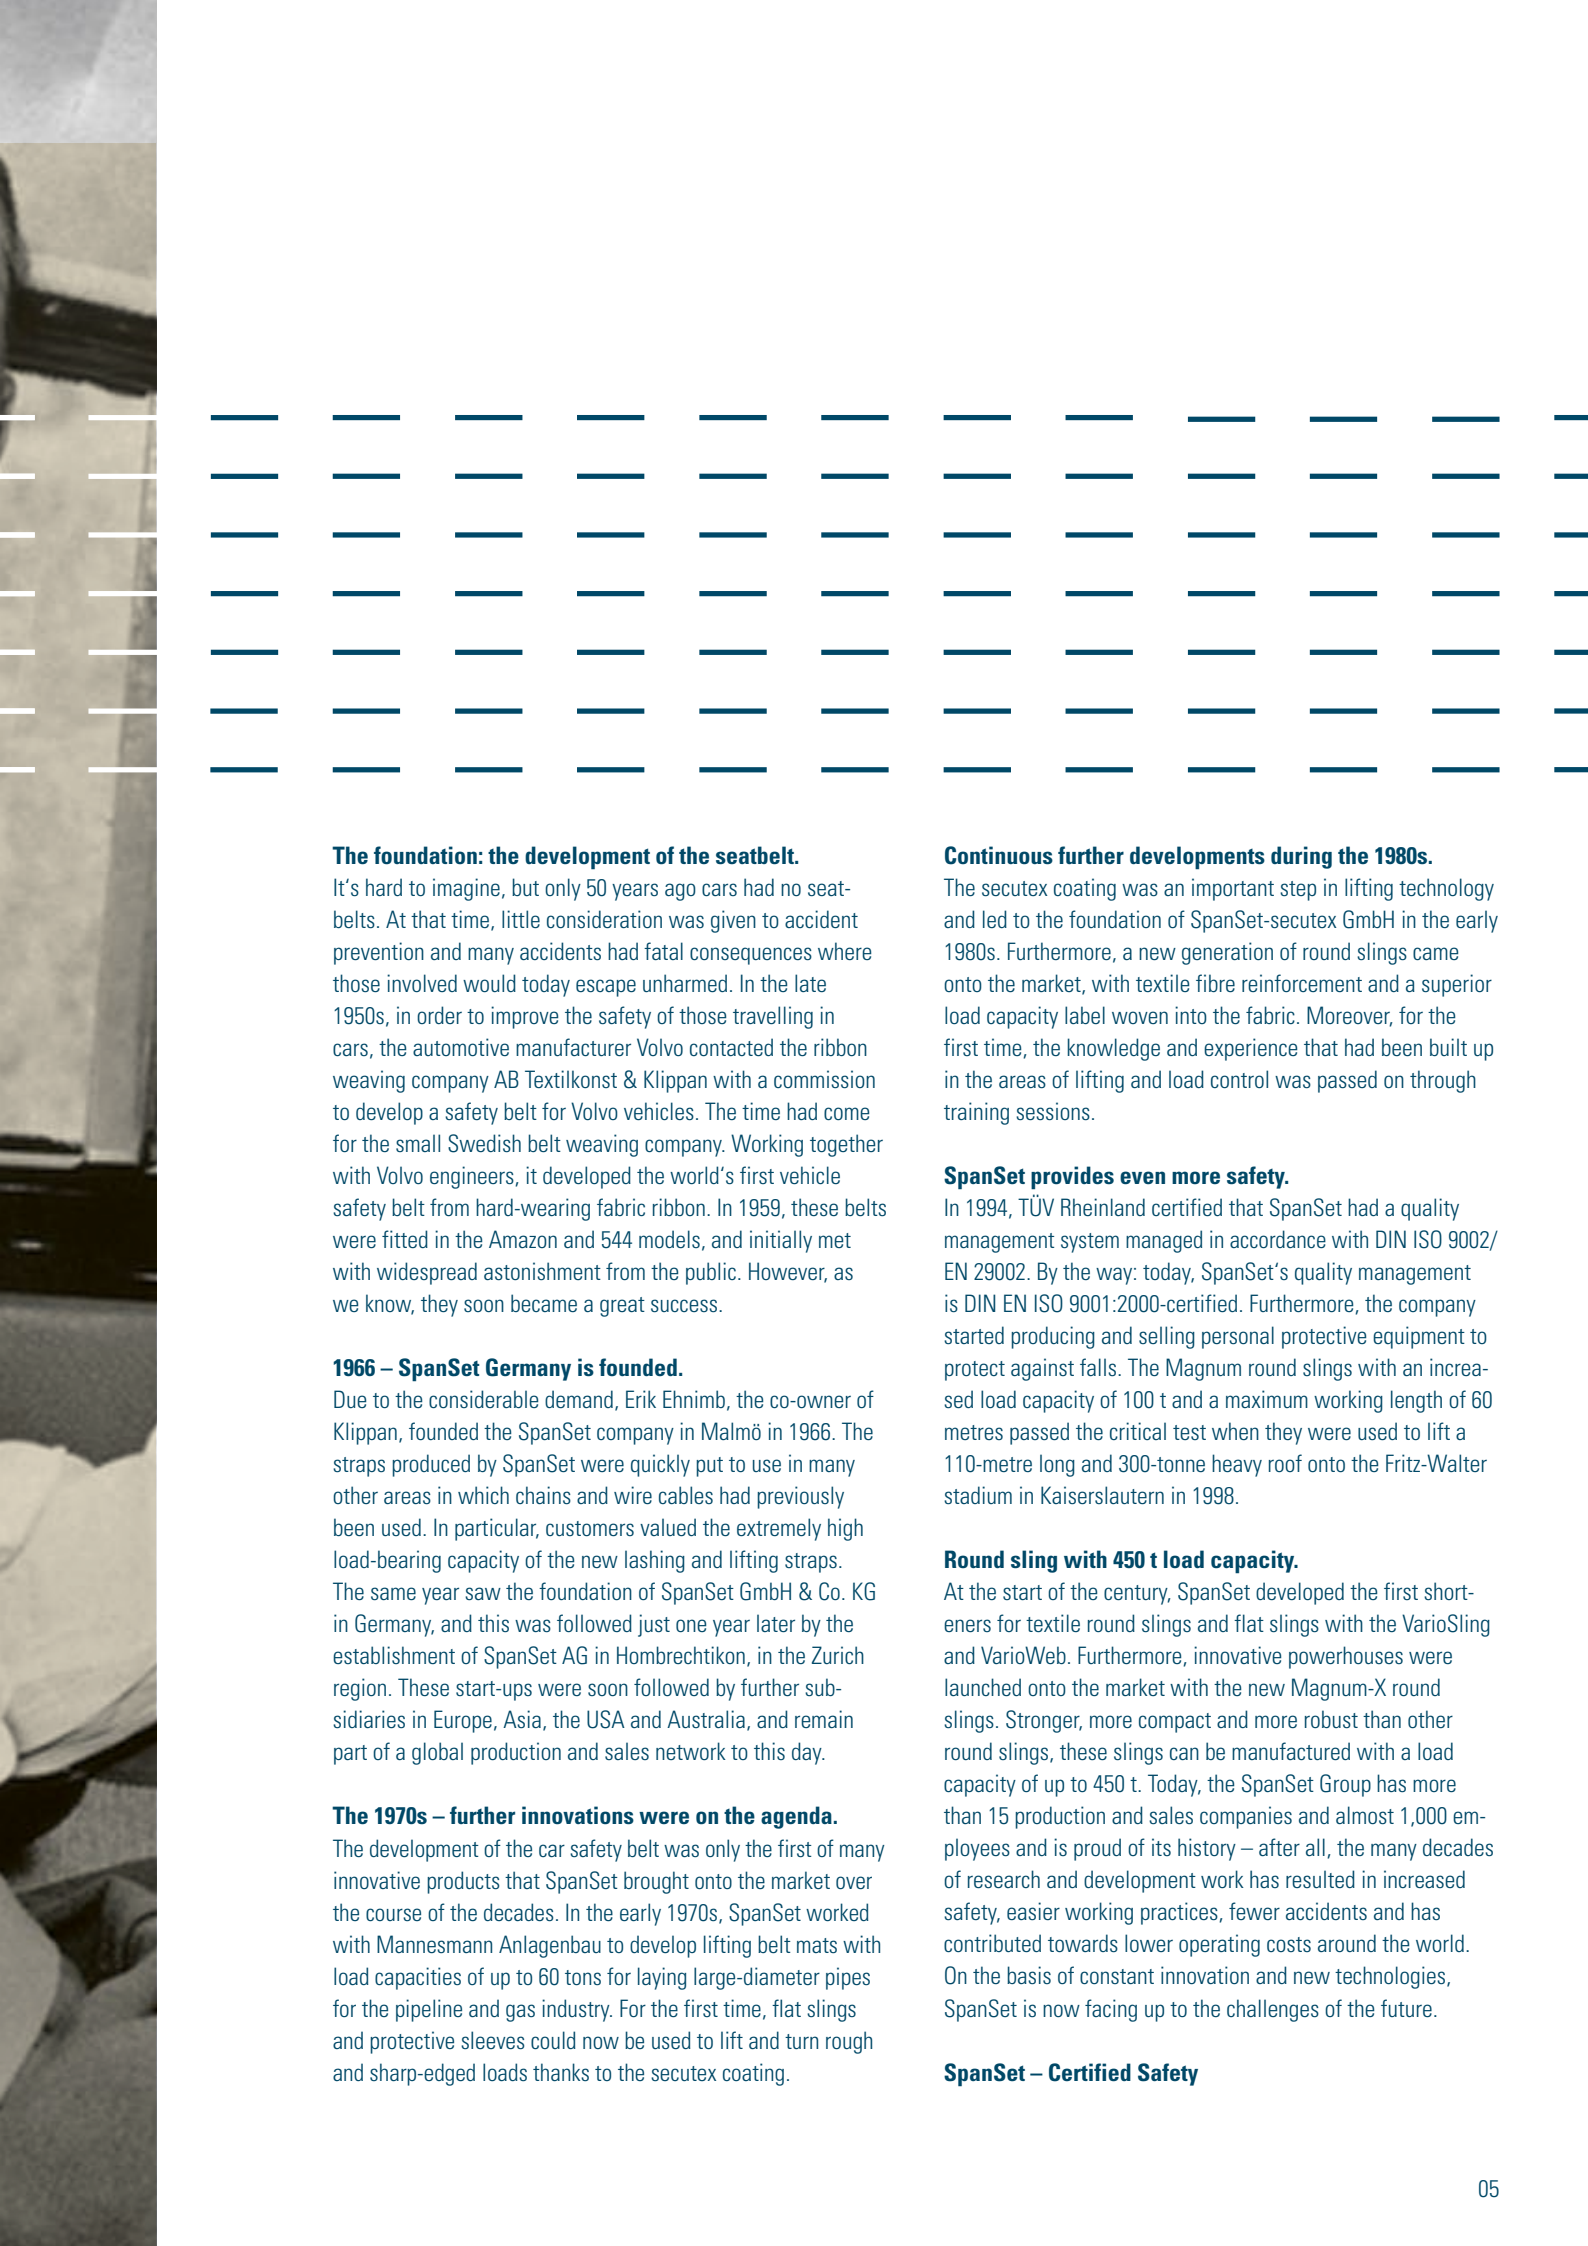 The foundation: the development of the seatbelt.
It‘s hard to imagine, but only 50 years ago cars had no seat-
belts. At that time, little consideration was given to accident
prevention and many accidents had fatal consequences where
those involved would today escape unharmed. In the late
1950s, in order to improve the safety of those travelling in
cars, the automotive manufacturer Volvo contacted the ribbon
weaving company AB Textilkonst & Klippan with a commission
to develop a safety belt for Volvo vehicles. The time had come
for the small Swedish belt weaving company. Working together
with Volvo engineers, it developed the world‘s first vehicle
safety belt from hard-wearing fabric ribbon. In 1959, these belts
were fitted in the Amazon and 544 models, and initially met
with widespread astonishment from the public. However, as
we know, they soon became a great success.
1966 – SpanSet Germany is founded.
Due to the considerable demand, Erik Ehnimb, the co-owner of
Klippan, founded the SpanSet company in Malmö in 1966. The
straps produced by SpanSet were quickly put to use in many
other areas in which chains and wire cables had previously
been used. In particular, customers valued the extremely high
load-bearing capacity of the new lashing and lifting straps.
The same year saw the foundation of SpanSet GmbH & Co. KG
in Germany, and this was followed just one year later by the
establishment of SpanSet AG in Hombrechtikon, in the Zurich
region. These start-ups were soon followed by further sub-
sidiaries in Europe, Asia, the USA and Australia, and remain
part of a global production and sales network to this day.
The 1970s – further innovations were on the agenda.
The development of the car safety belt was only the first of many
innovative products that SpanSet brought onto the market over
the course of the decades. In the early 1970s, SpanSet worked
with Mannesmann Anlagenbau to develop lifting belt mats with
load capacities of up to 60 tons for laying large-diameter pipes
for the pipeline and gas industry. For the first time, flat slings
and protective sleeves could now be used to lift and turn rough
and sharp-edged loads thanks to the secutex coating.
Continuous further developments during the 1980s.
The secutex coating was an important step in lifting technology
and led to the foundation of SpanSet-secutex GmbH in the early
1980s. Furthermore, a new generation of round slings came
onto the market, with textile fibre reinforcement and a superior
load capacity label woven into the fabric. Moreover, for the
first time, the knowledge and experience that had been built up
in the areas of lifting and load control was passed on through
training sessions.
SpanSet provides even more safety.
In 1994, TÜV Rheinland certified that SpanSet had a quality
management system managed in accordance with DIN ISO 9002/
EN 29002. By the way: today, SpanSet‘s quality management
is DIN EN ISO 9001:2000-certified. Furthermore, the company
started producing and selling personal protective equipment to
protect against falls. The Magnum round slings with an increa-
sed load capacity of 100 t and a maximum working length of 60
metres passed the critical test when they were used to lift a
110-metre long and 300-tonne heavy roof onto the Fritz-Walter
stadium in Kaiserslautern in 1998.
Round sling with 450 t load capacity.
At the start of the century, SpanSet developed the first short-
eners for textile round slings and flat slings with the VarioSling
and VarioWeb. Furthermore, innovative powerhouses were
launched onto the market with the new Magnum-X round
slings. Stronger, more compact and more robust than other
round slings, these slings can be manufactured with a load
capacity of up to 450 t. Today, the SpanSet Group has more
than 15 production and sales companies and almost 1,000 em-
ployees and is proud of its history – after all, the many decades
of research and development work has resulted in increased
safety, easier working practices, fewer accidents and has
contributed towards lower operating costs around the world.
On the basis of constant innovation and new technologies,
SpanSet is now facing up to the challenges of the future.
SpanSet – Certified Safety
05